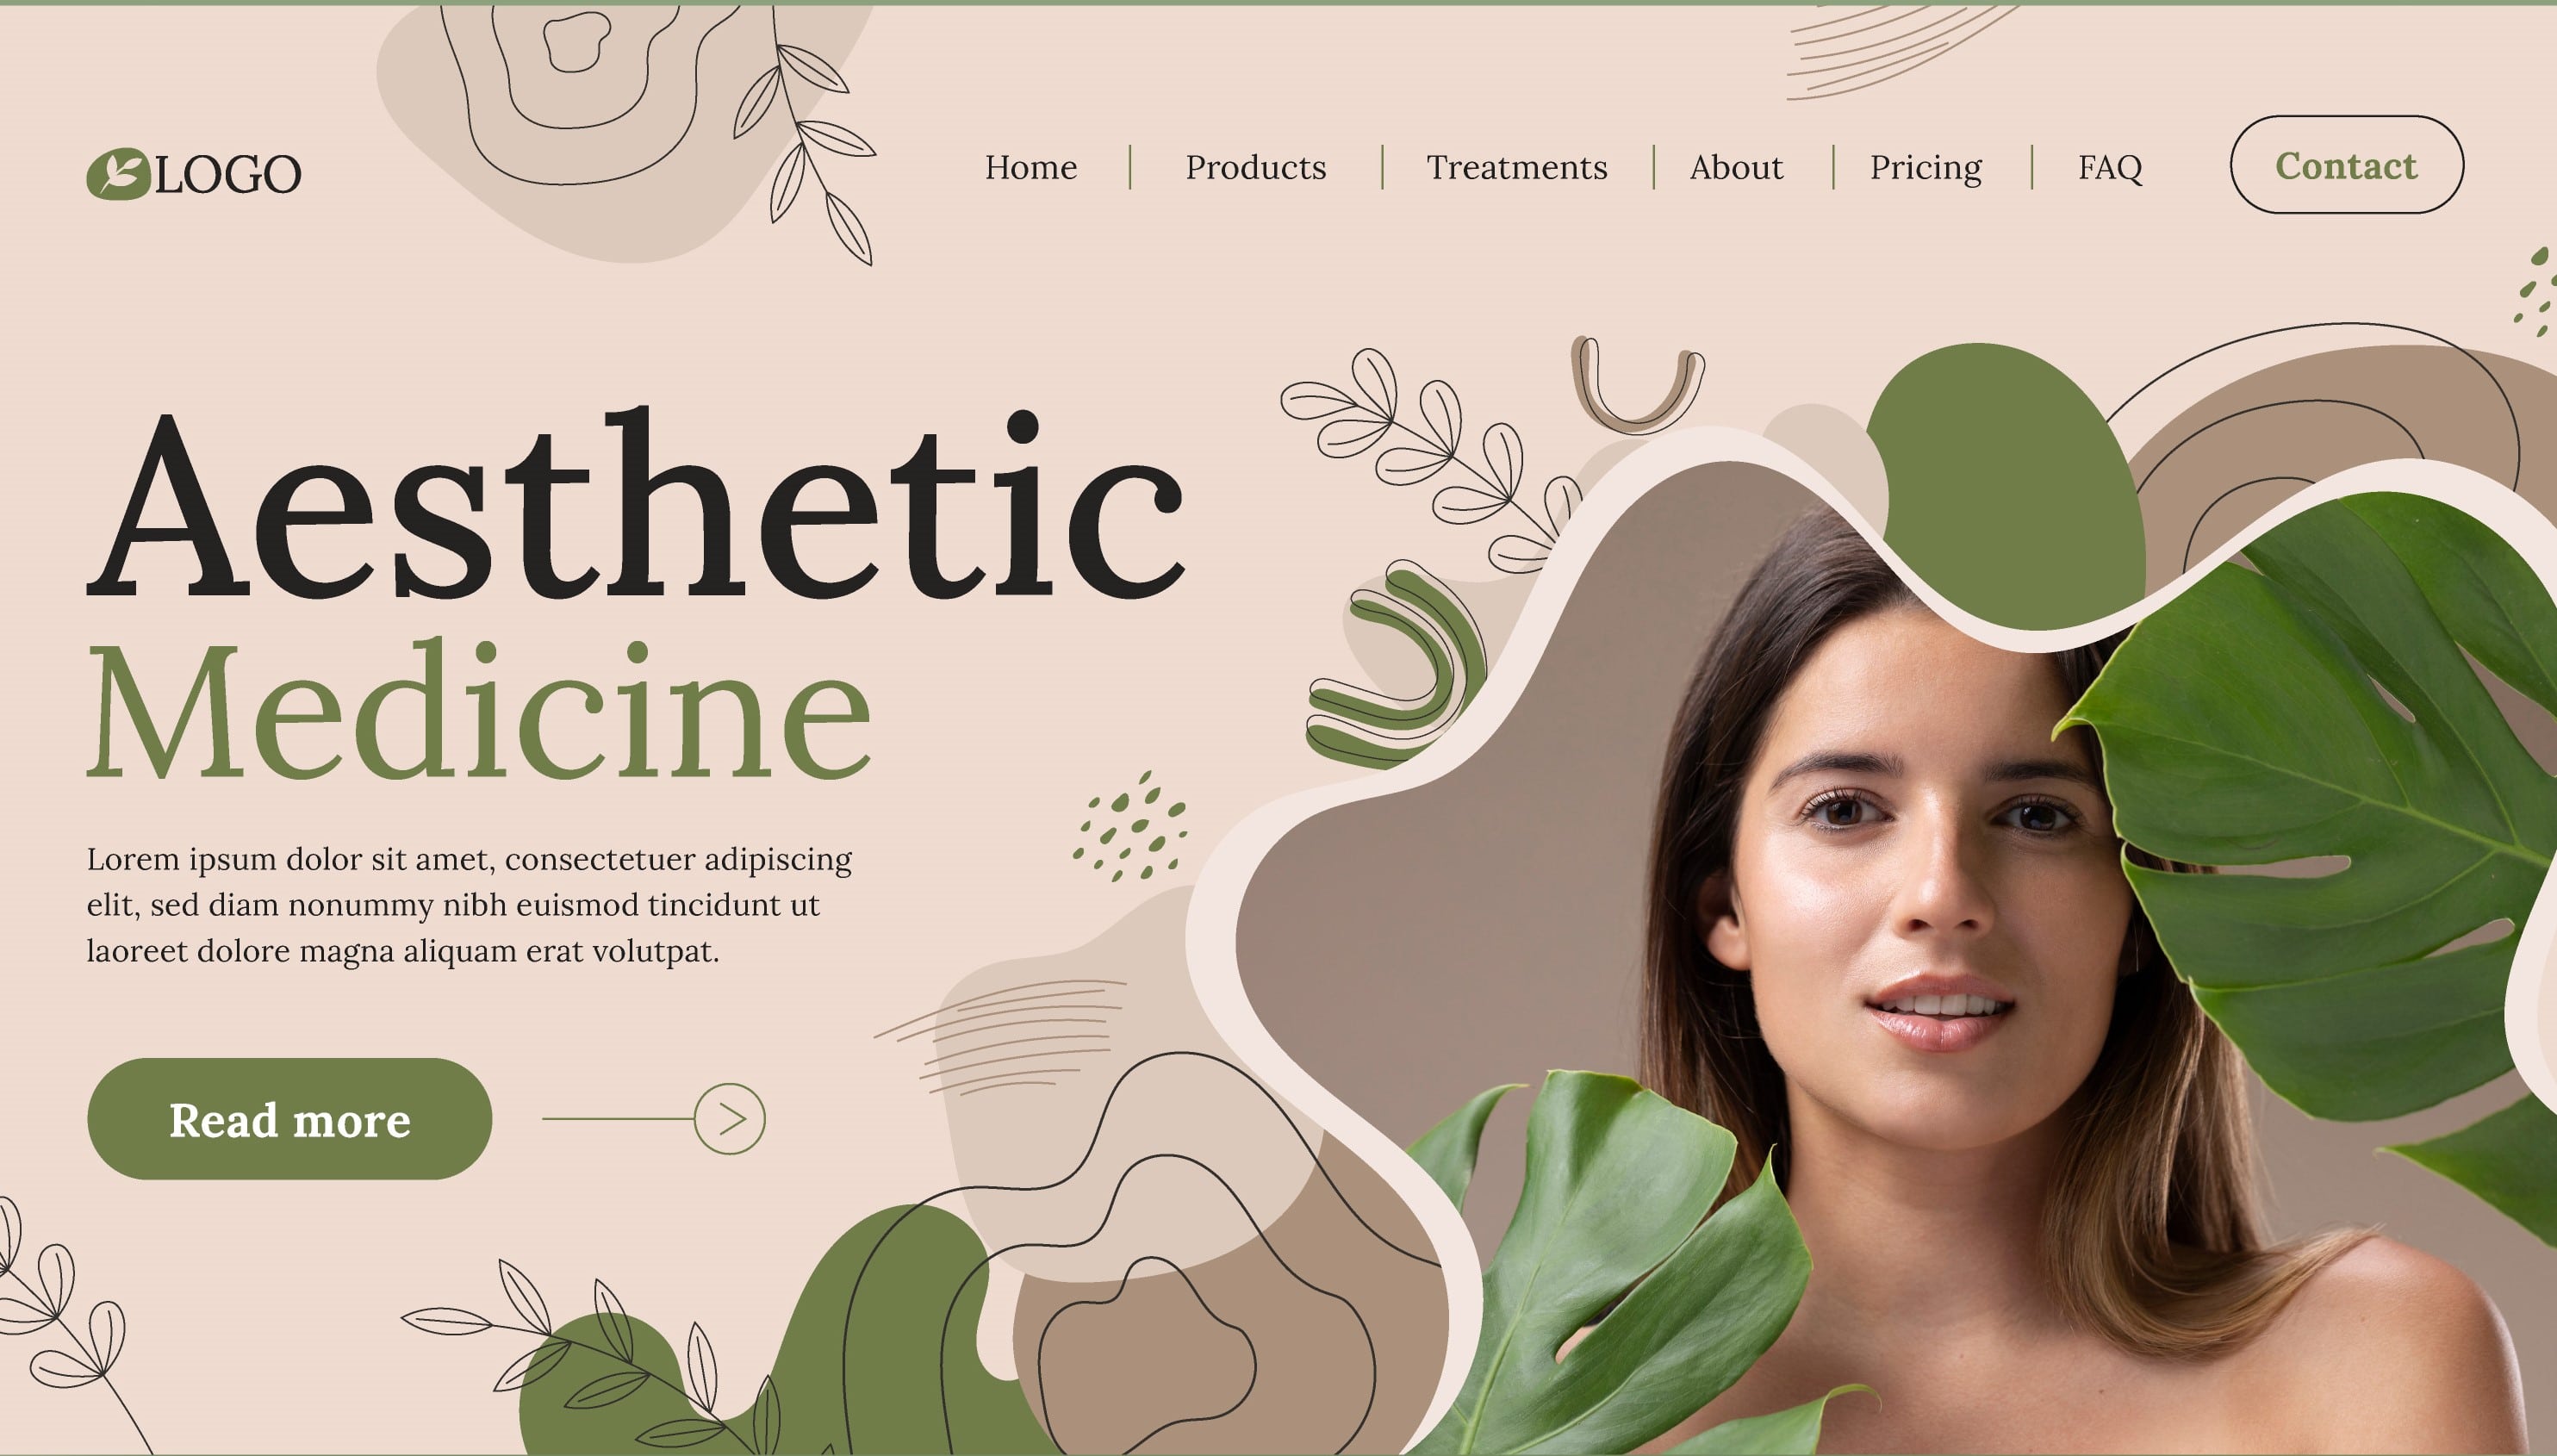 LOGO
Home
Products
Treatments
About
Pricing
FAQ
Contact
Aesthetic
Medicine
Lorem ipsum dolor sit amet, consectetuer adipiscing
elit, sed diam nonummy nibh euismod tincidunt ut
laoreet dolore magna aliquam erat volutpat.
Read more